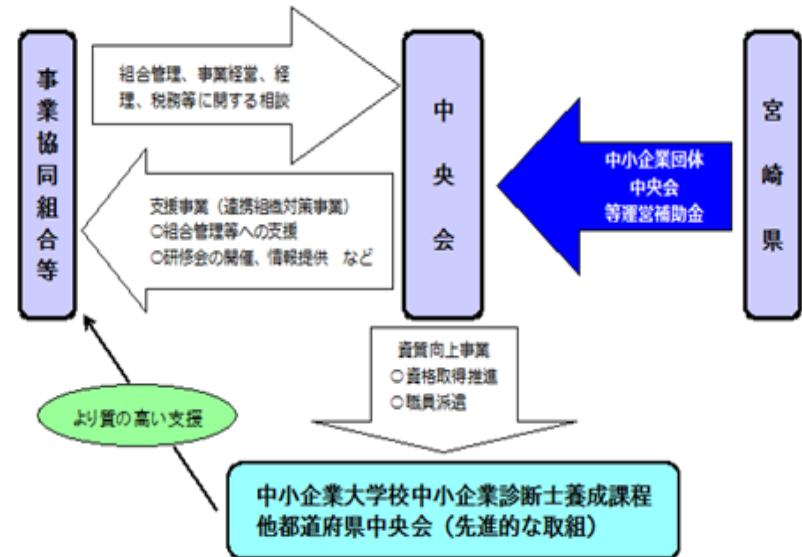 事業協同組合等
組合管理、事業経営、経
理、税務等に関する相談
中央会
宮崎県
中小企業団体
中央会
等運営補助金
支援事業（連携組織対策事業）
○組合管理等への支援
○研修会の開催、情報提供　など
資質向上事業
○資格取得推進
○職員派遣
より質の高い支援
中小企業大学校中小企業診断士養成課程
他都道府県中央会（先進的な取組）